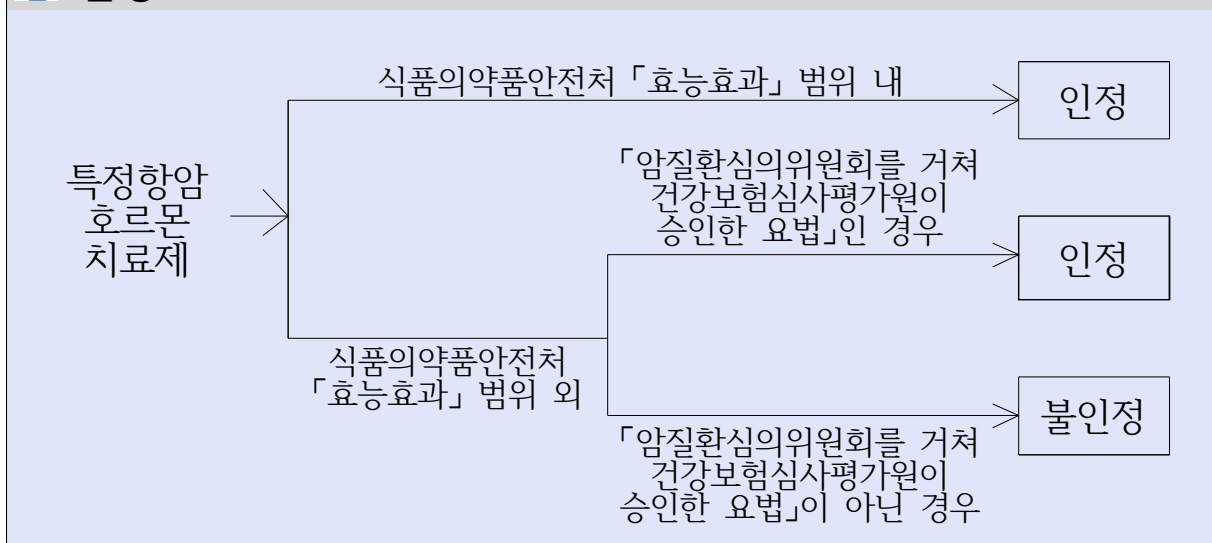 식품의약품안전처「효능효과」범위 내
인정
특정항암
호르몬
치료제
「암질환심의위원회를 거쳐
건강보험심사평가원이
승인한 요법」인 경우
인정
식품의약품안전처
「효능효과」범위 외
불인정
「암질환심의위원회를 거쳐
건강보험심사평가원이
승인한 요법」이 아닌 경우